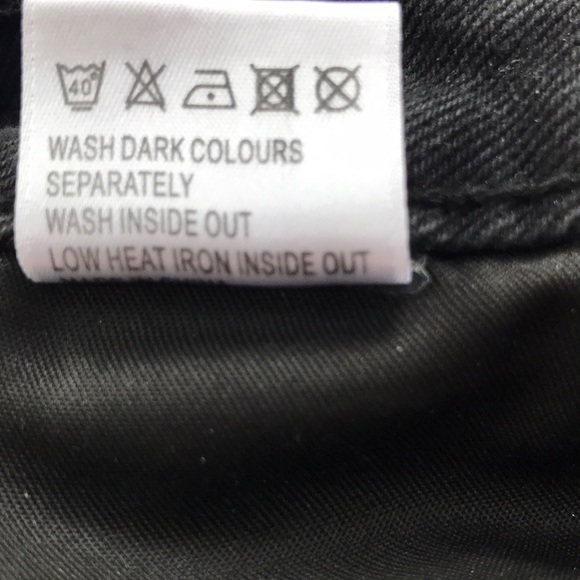 40°
WASH DARK COLOURS
SEPARATELY
WASH INSIDE OUT
LOW HEAT IRON INSIDE OUT